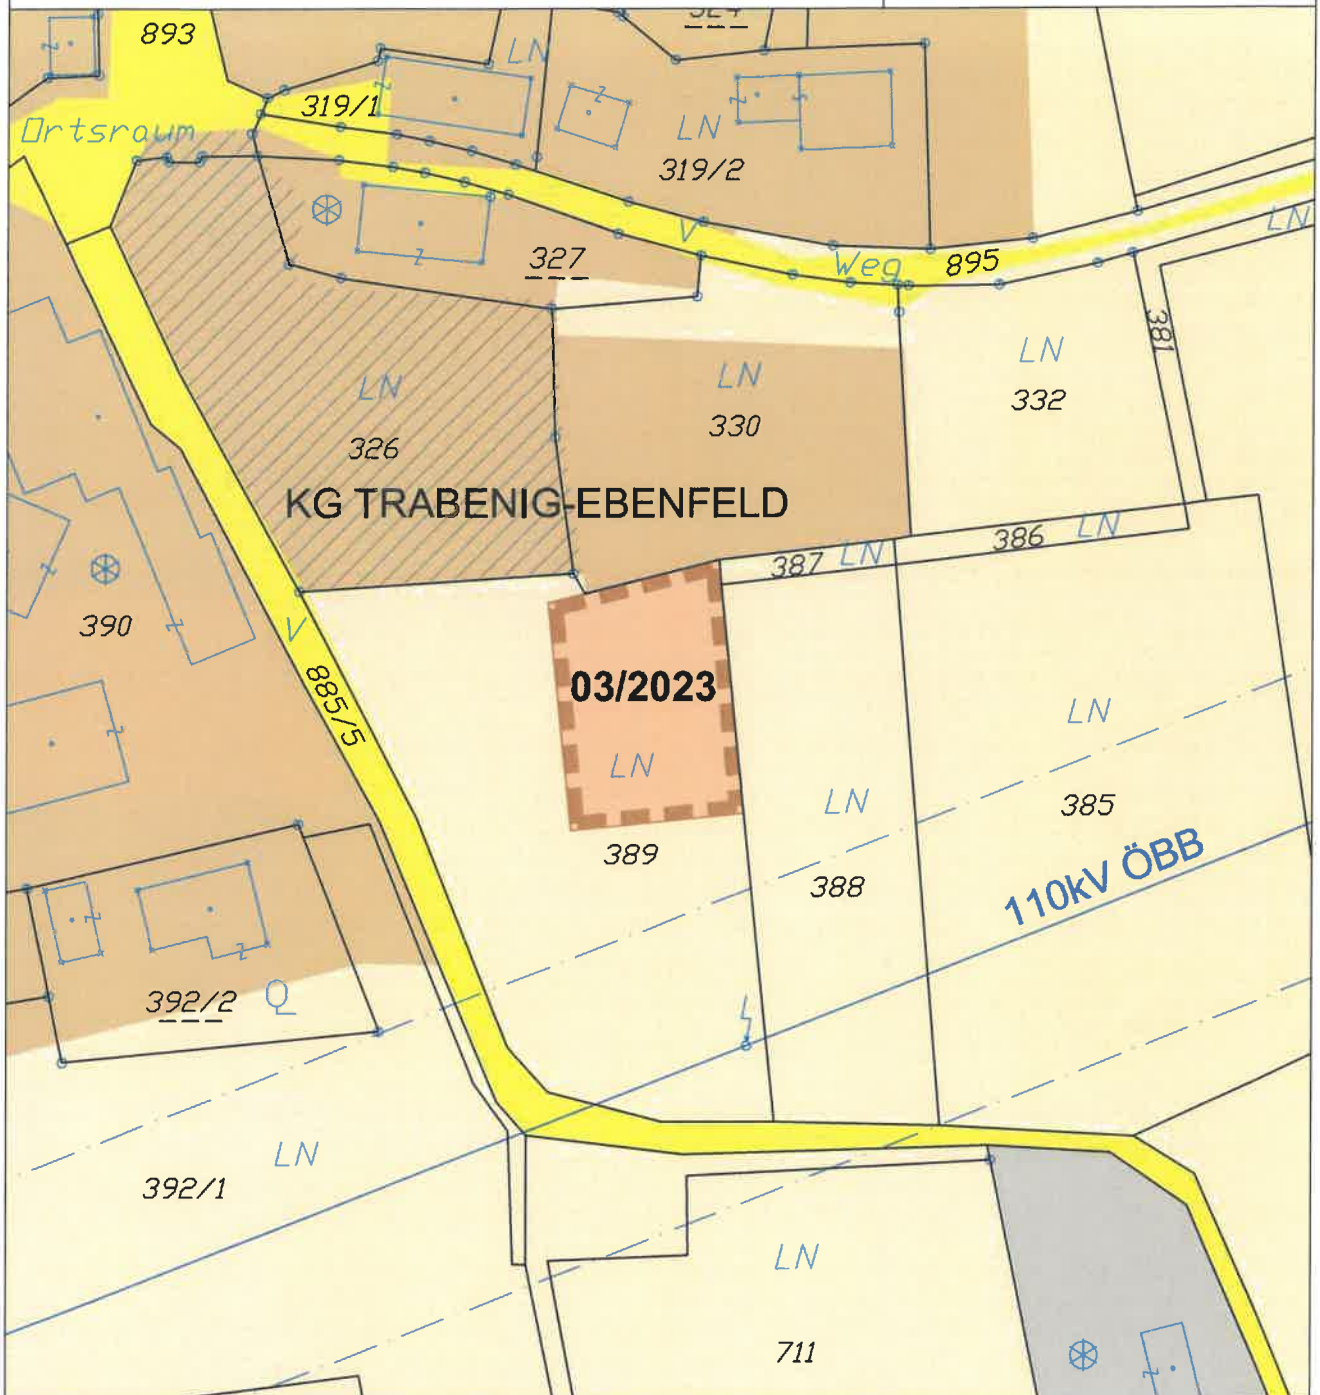 893
LN
319/1
Ortsraum
LN
319/2
V
Weg
895
LN
327
LN
326
LN
330
LN
332
381
KG TRABENIG-EBENFELD
387
LN
386
LN
390
V
885/5
03/2023
LN
389
LN
388
LN
385
110kV ÖBB
392/2
Q
LN
392/1
LN
711